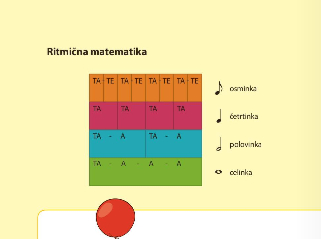 Ritmična matematika
TA TE TA TE TA TE TA TE
osminka
TA TA TA TA
četrtinka
TA - A TA - A
polovinka
TA - A - A - A
celinka